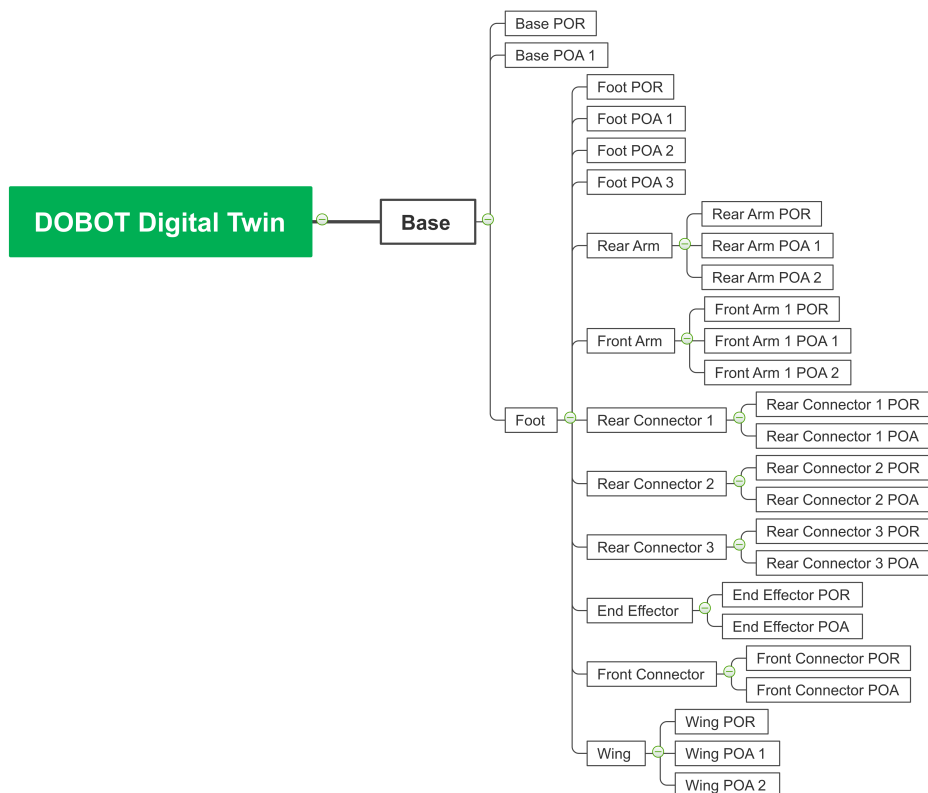 DOBOT Digital Twin
Base
Base POR
Base POA 1
Foot
Foot POR
Foot POA 1
Foot POA 2
Foot POA 3
Rear Arm
Rear Arm POR
Rear Arm POA 1
Rear Arm POA 2
Front Arm
Front Arm 1 POR
Front Arm 1 POA 1
Front Arm 1 POA 2
Rear Connector 1
Rear Connector 1 POR
Rear Connector 1 POA
Rear Connector 2
Rear Connector 2 POR
Rear Connector 2 POA
Rear Connector 3
Rear Connector 3 POR
Rear Connector 3 POA
End Effector
End Effector POR
End Effector POA
Front Connector
Front Connector POR
Front Connector POA
Wing
Wing POR
Wing POA 1
Wing POA 2